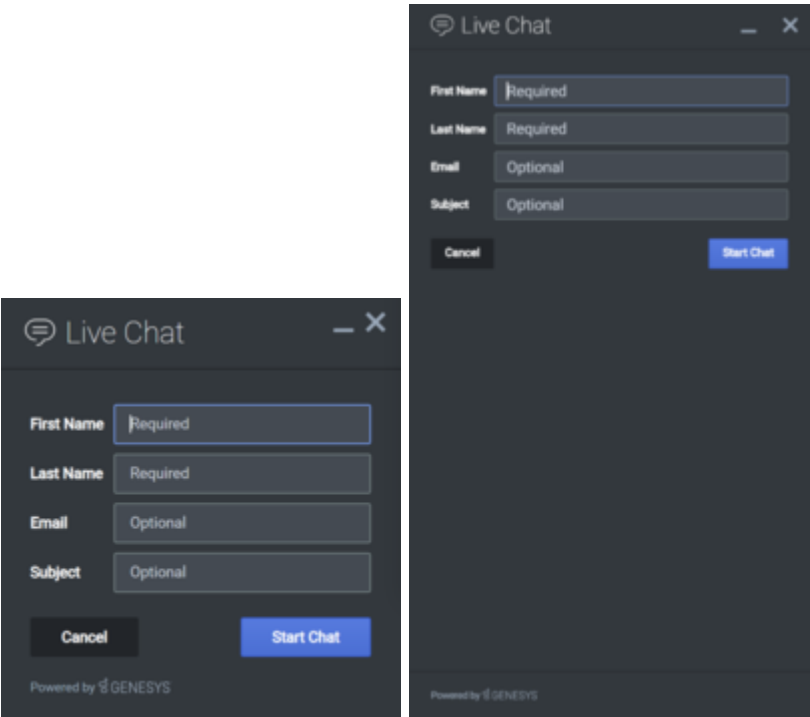 Live Chat
First Name Required
Last Name Required
Email Optional
Subject Optional
Cancel Start Chat
Powered by GENESYS
Live Chat
First Name Required
Last Name Required
Email Optional
Subject Optional
Cancel Start Chat
Powered by GENESYS